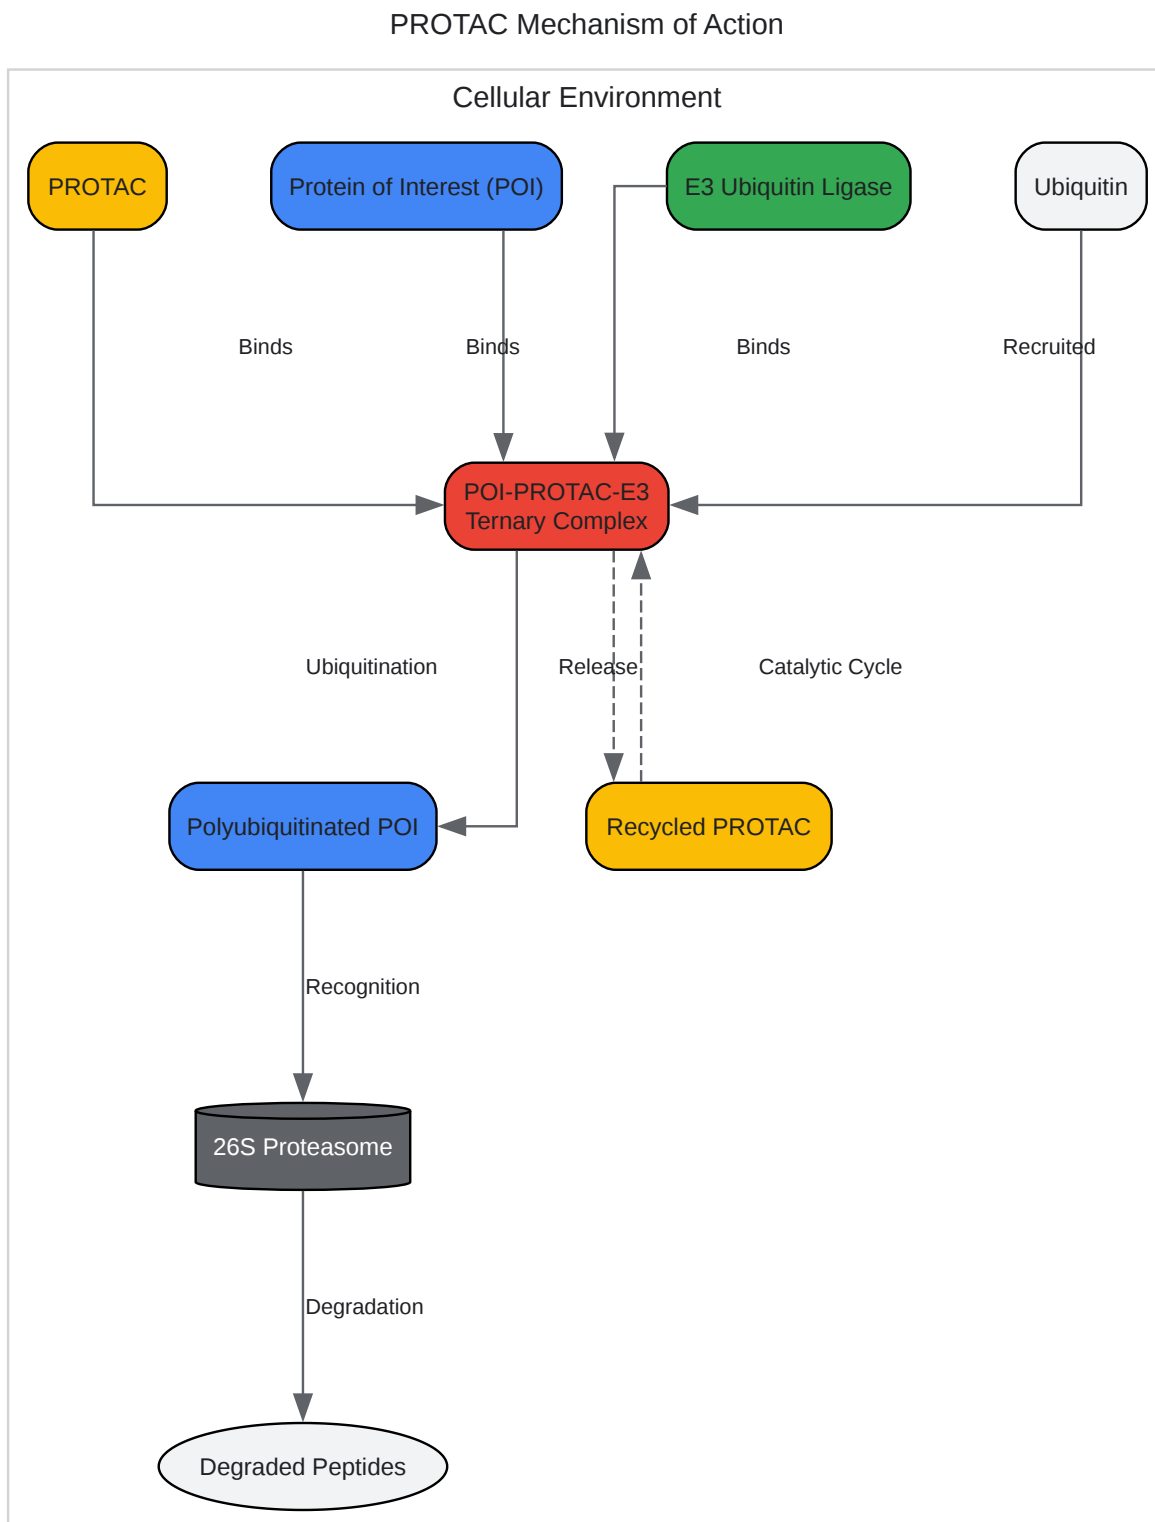 PROTAC Mechanism of Action
Cellular Environment
PROTAC
Protein of Interest (POI)
E3 Ubiquitin Ligase
Ubiquitin
Binds
Binds
Binds
Recruited
POI-PROTAC-E3
Ternary Complex
Ubiquitination
Release
Catalytic Cycle
Polyubiquitinated POI
Recycled PROTAC
Recognition
26S Proteasome
Degradation
Degraded Peptides